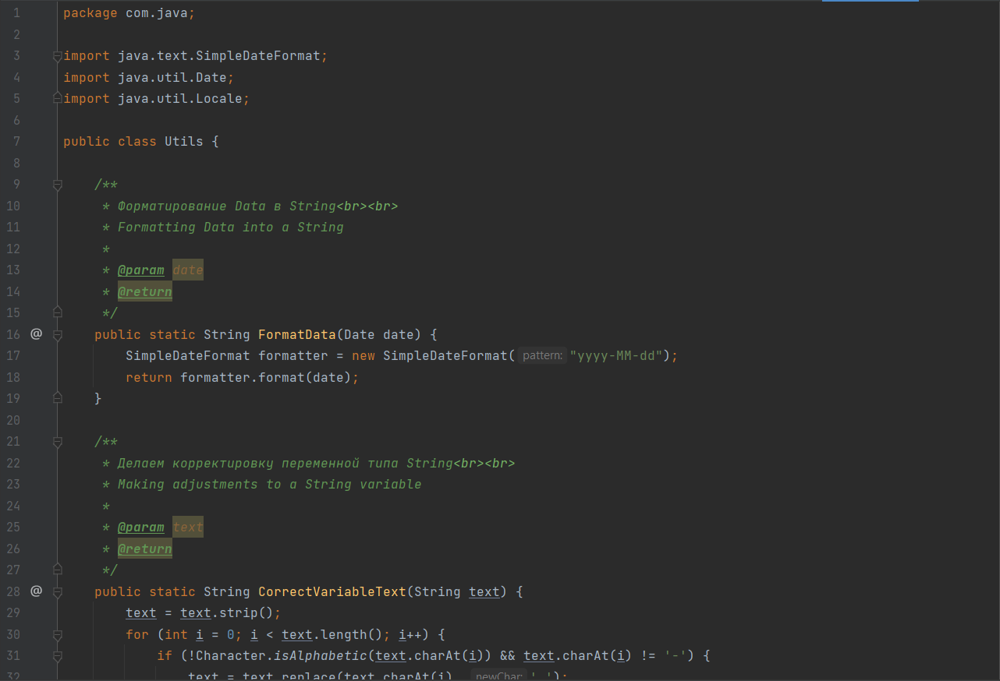 1 package com.java;
2
3 import java.text.SimpleDateFormat;
4 import java.util.Date;
5 import java.util.Locale;
6
7 public class Utils {
8
9 /**
10 * Форматирование Data в String<br><br>
11 * Formatting Data into a String
12 *
13 * @param date
14 * @return
15 */
16 @ public static String FormatData(Date date) {
17 SimpleDateFormat formatter = new SimpleDateFormat( pattern: "yyyy-MM-dd");
18 return formatter.format(date);
19 }
20
21 /**
22 * Делаем корректировку переменной типа String<br><br>
23 * Making adjustments to a String variable
24 *
25 * @param text
26 * @return
27 */
28 @ public static String CorrectVariableText(String text) {
29 text = text.strip();
30 for (int i = 0; i < text.length(); i++) {
31 if (!Character.isAlphabetic(text.charAt(i)) && text.charAt(i) != '-') {
32 text = text.replace(text.charAt(i), newChar: ' ');